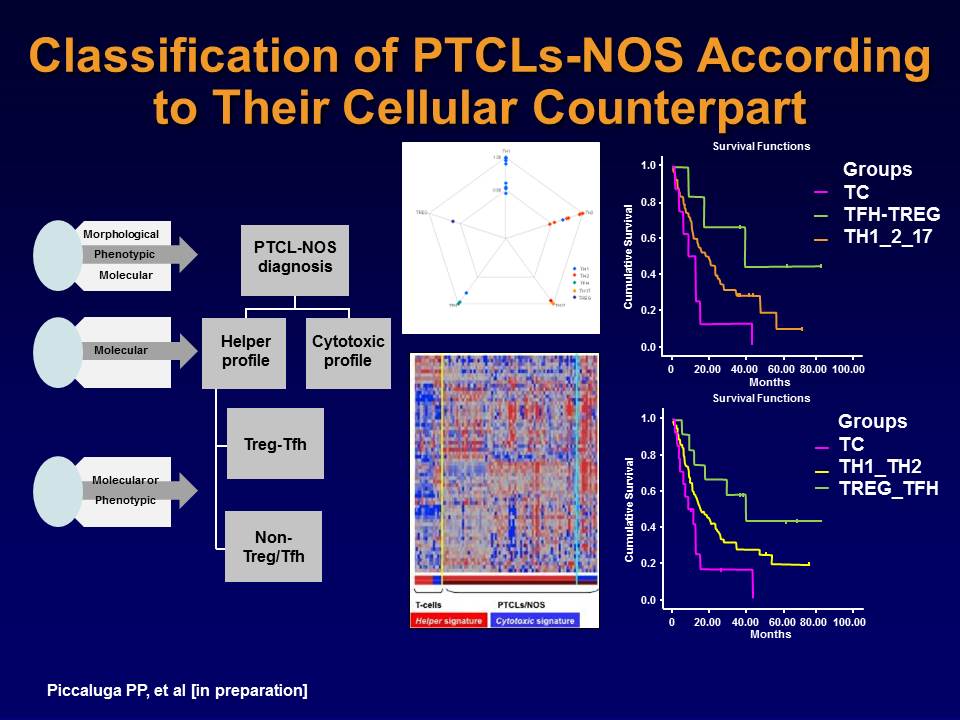 Classification of PTCLs-NOS According
to Their Cellular Counterpart
Morphological
Phenotypic
Molecular
Molecular
Molecular or
Phenotypic
PTCL-NOS
diagnosis
Helper
profile
Cytotoxic
profile
Treg-Tfh
Non-
Treg/Tfh
TH1
TREG
TH2
TH17
TH1
TH2
TFH
TH17
TREG
T-cells
PTCLs/NOS
Helper signature
Cytotoxic signature
Survival Functions
Cumulative Survival
1.0
0.8
0.6
0.4
0.2
0.0
0 20.00 40.00 60.00 80.00 100.00
Months
Groups
TC
TFH-TREG
TH1_2_17
Survival Functions
Cumulative Survival
1.0
0.8
0.6
0.4
0.2
0.0
0 20.00 40.00 60.00 80.00 100.00
Months
Groups
TC
TH1_TH2
TREG_TFH
Piccaluga PP, et al [in preparation]